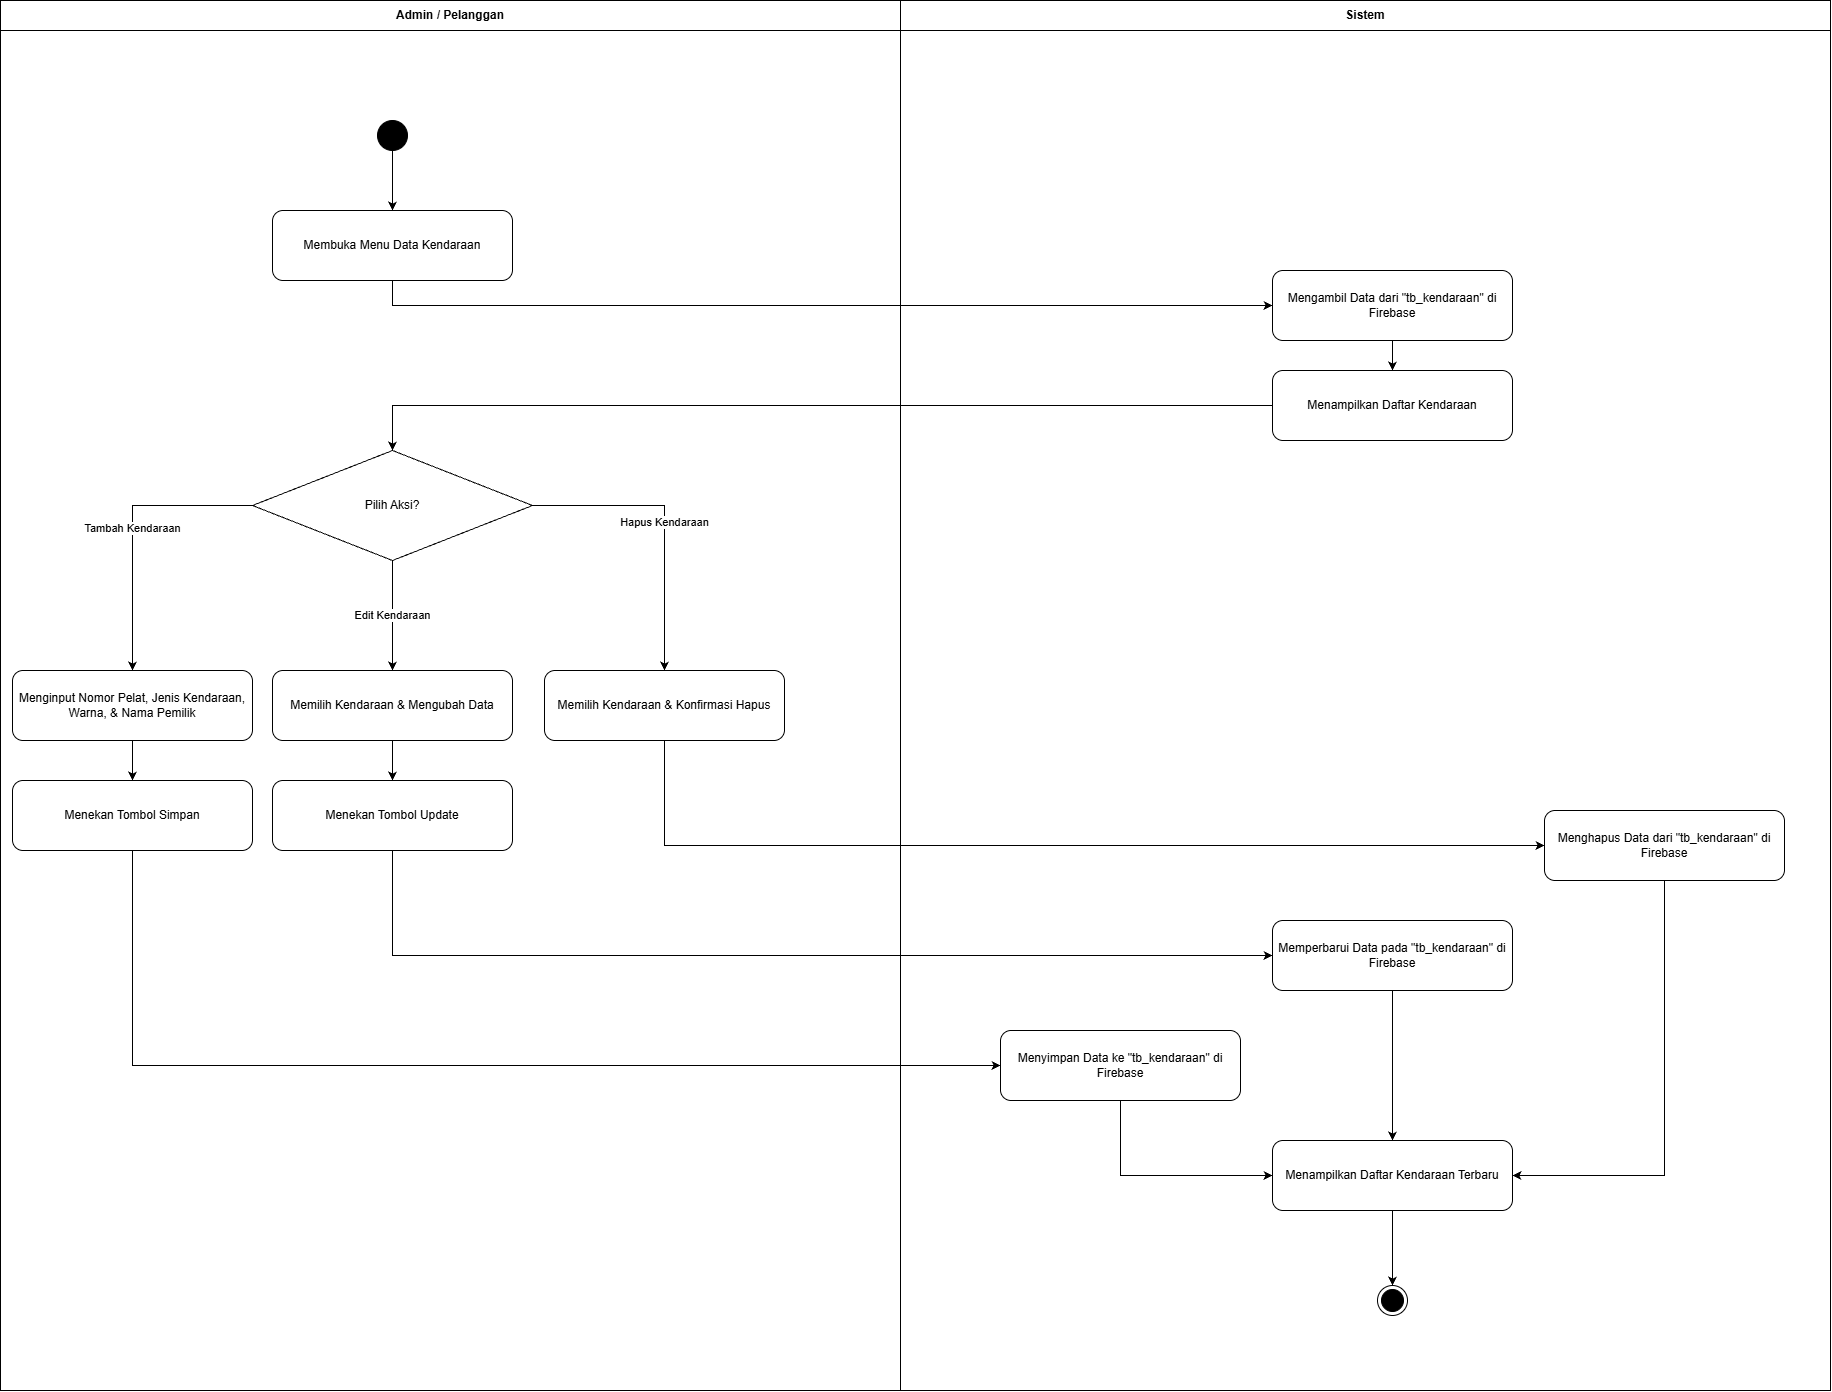 Admin / Pelanggan
Sistem
Membuka Menu Data Kendaraan
Mengambil Data dari "tb_kendaraan" di
Firebase
Menampilkan Daftar Kendaraan
Pilih Aksi?
Tambah Kendaraan
Hapus Kendaraan
Edit Kendaraan
Menginput Nomor Pelat, Jenis Kendaraan,
Warna, & Nama Pemilik
Memilih Kendaraan & Mengubah Data
Memilih Kendaraan & Konfirmasi Hapus
Menekan Tombol Simpan
Menekan Tombol Update
Menghapus Data dari "tb_kendaraan" di
Firebase
Memperbarui Data pada "tb_kendaraan" di
Firebase
Menyimpan Data ke "tb_kendaraan" di
Firebase
Menampilkan Daftar Kendaraan Terbaru